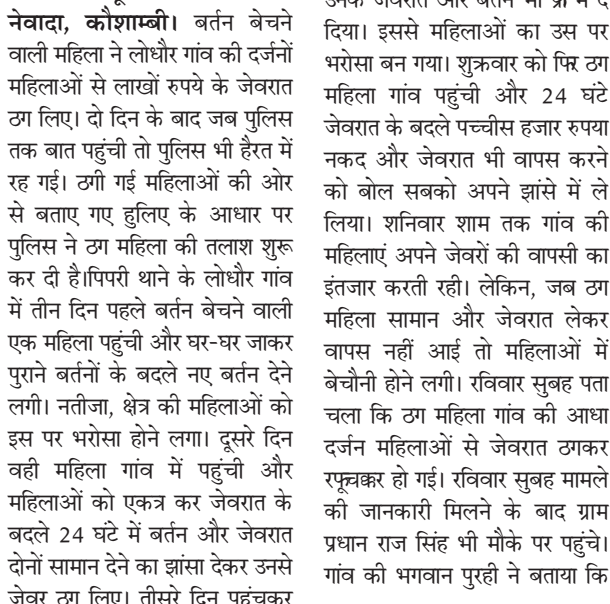 नेवादा, कौशाम्बी। बर्तन बेचने
वाली महिला ने लोधौर गांव की दर्जनों
महिलाओं से लाखों रुपये के जेवरात
ठग लिए। दो दिन के बाद जब पुलिस
तक बात पहुंची तो पुलिस भी हैरत में
रह गई। ठगी गई महिलाओं की ओर
से बताए गए हुलिए के आधार पर
पुलिस ने ठग महिला की तलाश शुरू
कर दी है।पिपरी थाने के लोधौर गांव
में तीन दिन पहले बर्तन बेचने वाली
एक महिला पहुंची और घर-घर जाकर
पुराने बर्तनों के बदले नए बर्तन देने
लगी। नतीजा, क्षेत्र की महिलाओं को
इस पर भरोसा होने लगा। दूसरे दिन
वही महिला गांव में पहुंची और
महिलाओं को एकत्र कर जेवरात के
बदले 24 घंटे में बर्तन और जेवरात
दोनों सामान देने का झांसा देकर उनसे
जेवर ठग लिए। तीसरे दिन पहुंचकर
उनके जेवरात और बर्तन भी
दिया। इससे महिलाओं का उस पर
भरोसा बन गया। शुक्रवार को फिर ठग
महिला गांव पहुंची और 24 घंटे
जेवरात के बदले पच्चीस हजार रुपया
नकद और जेवरात भी वापस करने
को बोल सबको अपने झांसे में ले
लिया। शनिवार शाम तक गांव की
महिलाएं अपने जेवरों की वापसी का
इंतजार करती रही। लेकिन, जब ठग
महिला सामान और जेवरात लेकर
वापस नहीं आई तो महिलाओं में
बेचौनी होने लगी। रविवार सुबह पता
चला कि ठग महिला गांव की आधा
दर्जन महिलाओं से जेवरात ठगकर
रफूचक्कर हो गई। रविवार सुबह मामले
की जानकारी मिलने के बाद ग्राम
प्रधान राज सिंह भी मौके पर पहुंचे।
गांव की भगवान पुरही ने बताया कि